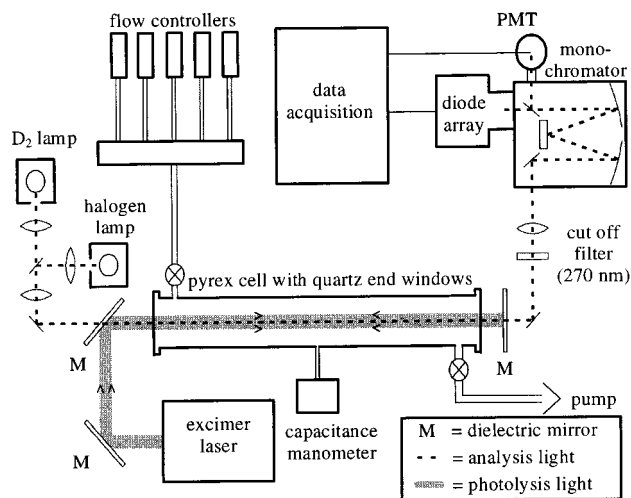 flow controllers
PMT
mono-
chromator
data
acquisition
diode
array
D2 lamp
halogen
lamp
cut off
filter
(270 nm)
pyrex cell with quartz end windows
M
M
excimer
laser
capacitance
manometer
pump
M
M = dielectric mirror
= analysis light
= photolysis light